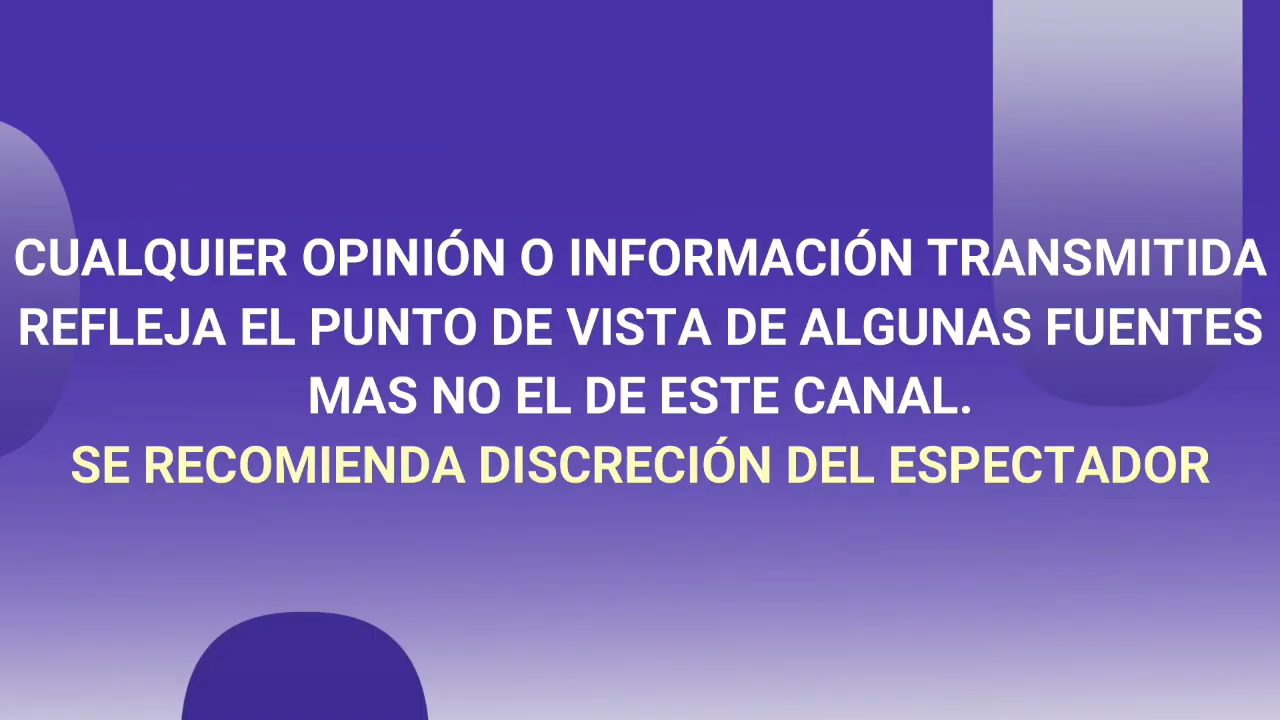 CUALQUIER OPINIÓN O INFORMACIÓN TRANSMITIDA
REFLEJA EL PUNTO DE VISTA DE ALGUNAS FUENTES
MAS NO EL DE ESTE CANAL.
SE RECOMIENDA DISCRECIÓN DEL ESPECTADOR